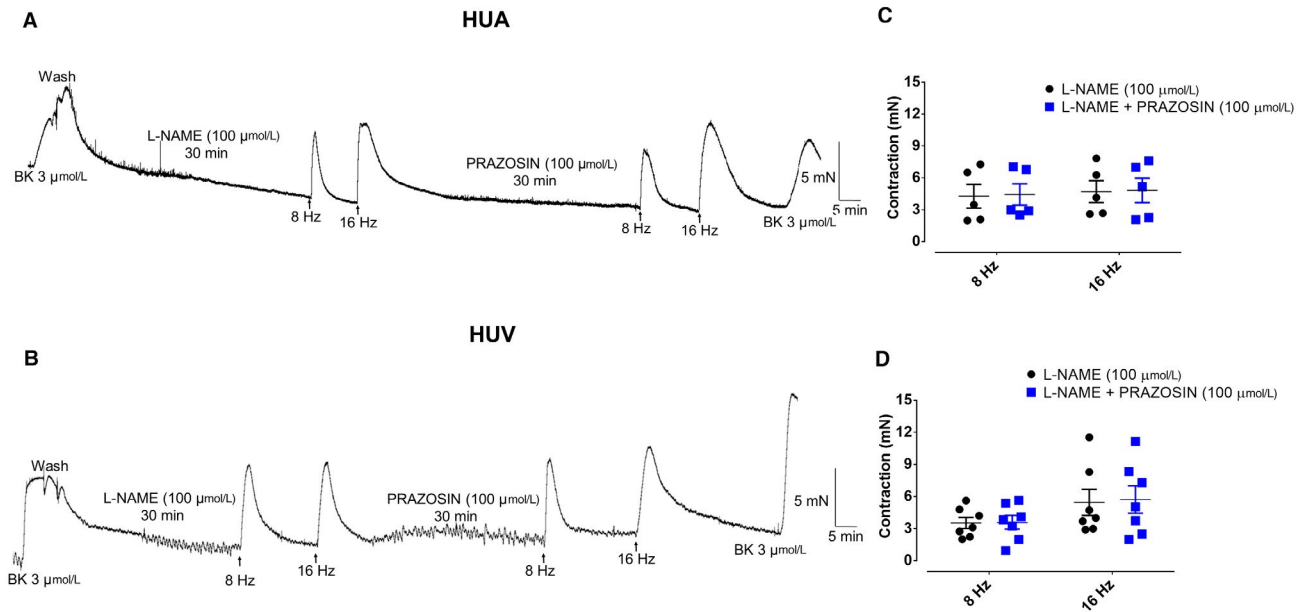 A
HUA
Wash
L-NAME (100 µmol/L)
30 min
BK 3 µmol/L
8 Hz
16 Hz
PRAZOSIN (100 µmol/L)
30 min
8 Hz
16 Hz
BK 3 µmol/L
5 mN
5 min
C
L-NAME (100 µmol/L)
L-NAME + PRAZOSIN (100 µmol/L)
Contraction (mN)
15
12
9
6
3
0
8 Hz
16 Hz
HUV
B
Wash
L-NAME (100 µmol/L)
30 min
BK 3 µmol/L
8 Hz
16 Hz
PRAZOSIN (100 µmol/L)
30 min
8 Hz
16 Hz
BK 3 µmol/L
5 mN
5 min
D
L-NAME (100 µmol/L)
L-NAME + PRAZOSIN (100 µmol/L)
Contraction (mN)
15
12
9
6
3
0
8 Hz
16 Hz